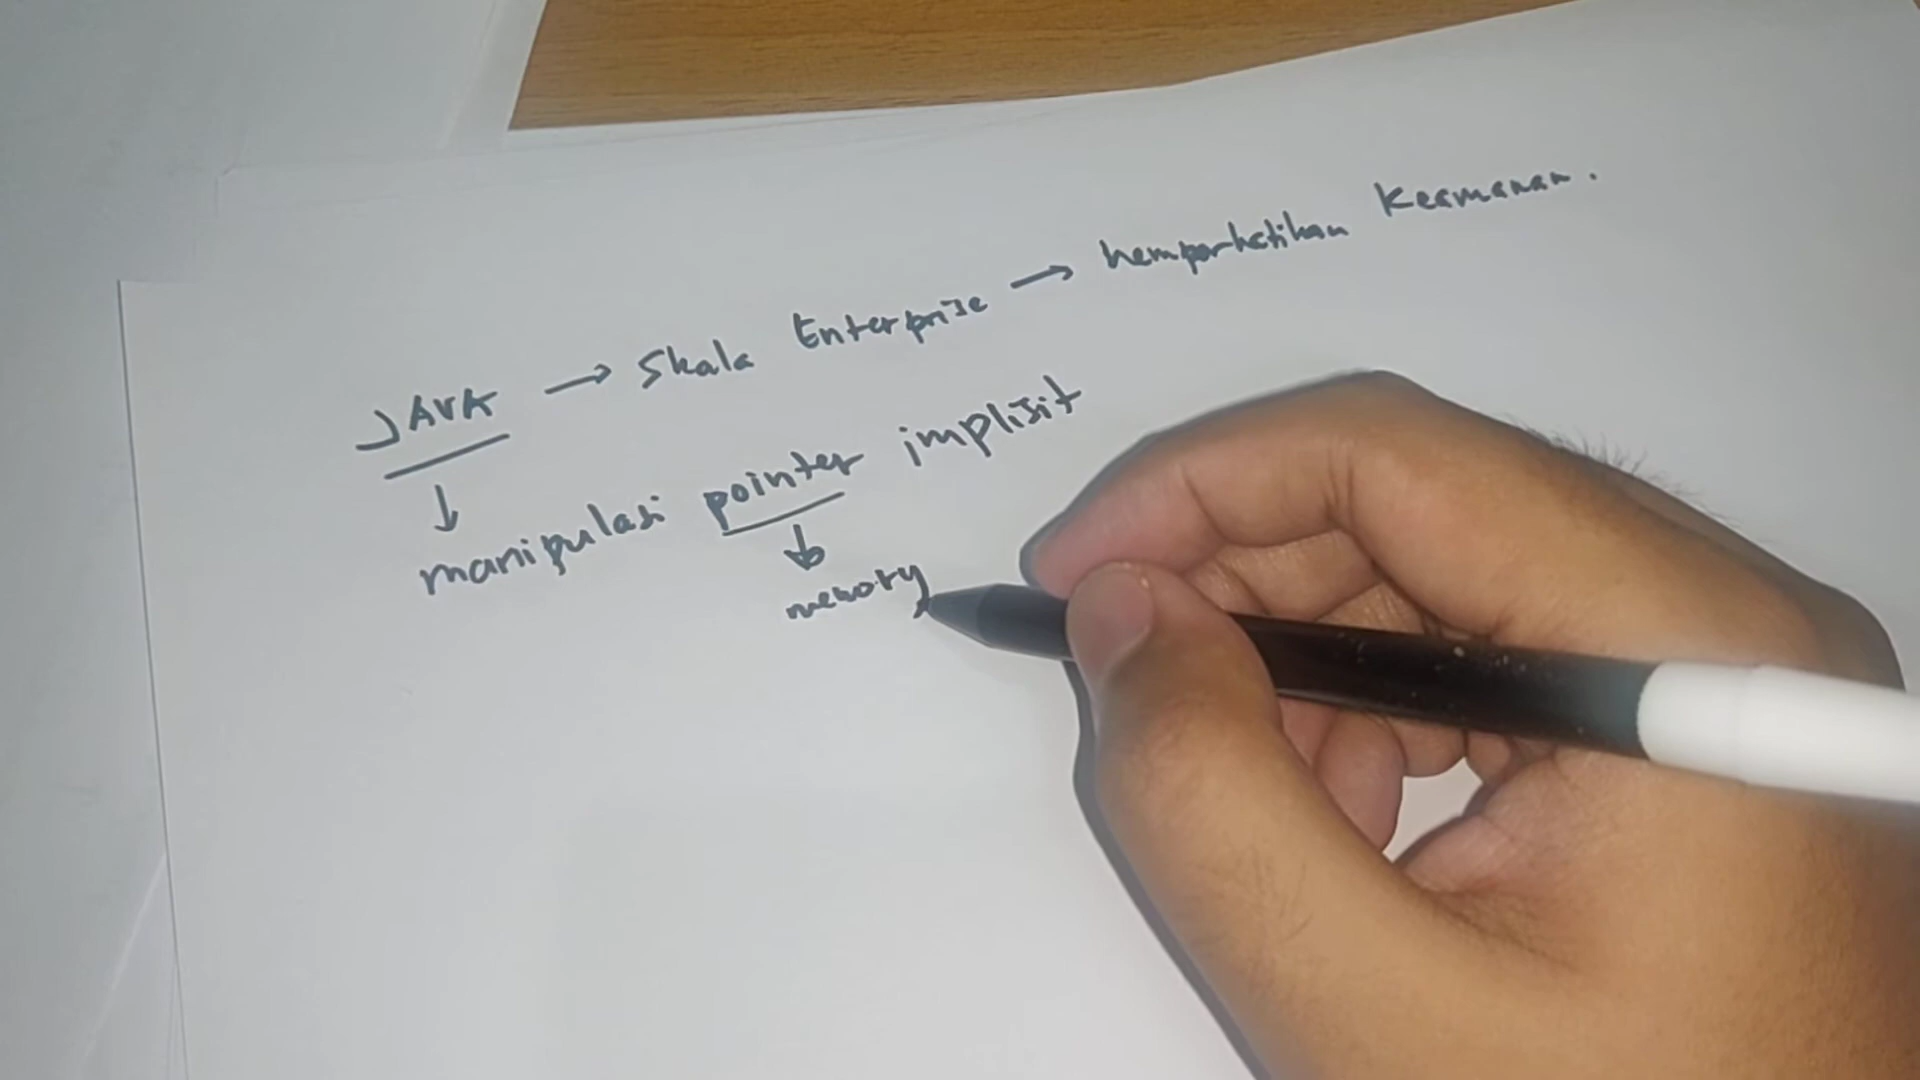 JAVA → Skala Enterprise → memperhatikan Keamanan.
↓
manipulasi pointer implisit
↓
memory